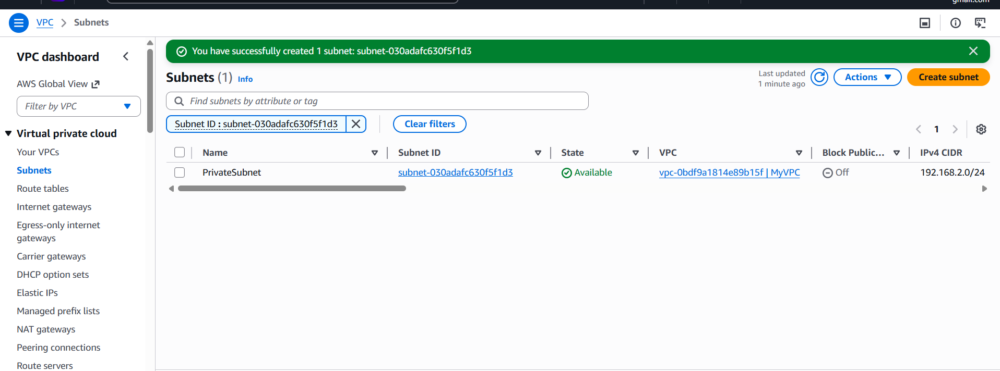 gmail.com
VPC > Subnets
VPC dashboard
AWS Global View
Filter by VPC
Virtual private cloud
Your VPCs
Subnets
Route tables
Internet gateways
Egress-only internet
gateways
Carrier gateways
DHCP option sets
Elastic IPs
Managed prefix lists
NAT gateways
Peering connections
Route servers
You have successfully created 1 subnet: subnet-030adafc630f5f1d3
Subnets (1) Info
Last updated
1 minute ago
Actions
Create subnet
Find subnets by attribute or tag
Subnet ID : subnet-030adafc630f5f1d3
Clear filters
1
Name Subnet ID State VPC Block Public... IPv4 CIDR
PrivateSubnet subnet-030adafc630f5f1d3 Available vpc-0bdf9a1814e89b15f | MyVPC Off 192.168.2.0/24